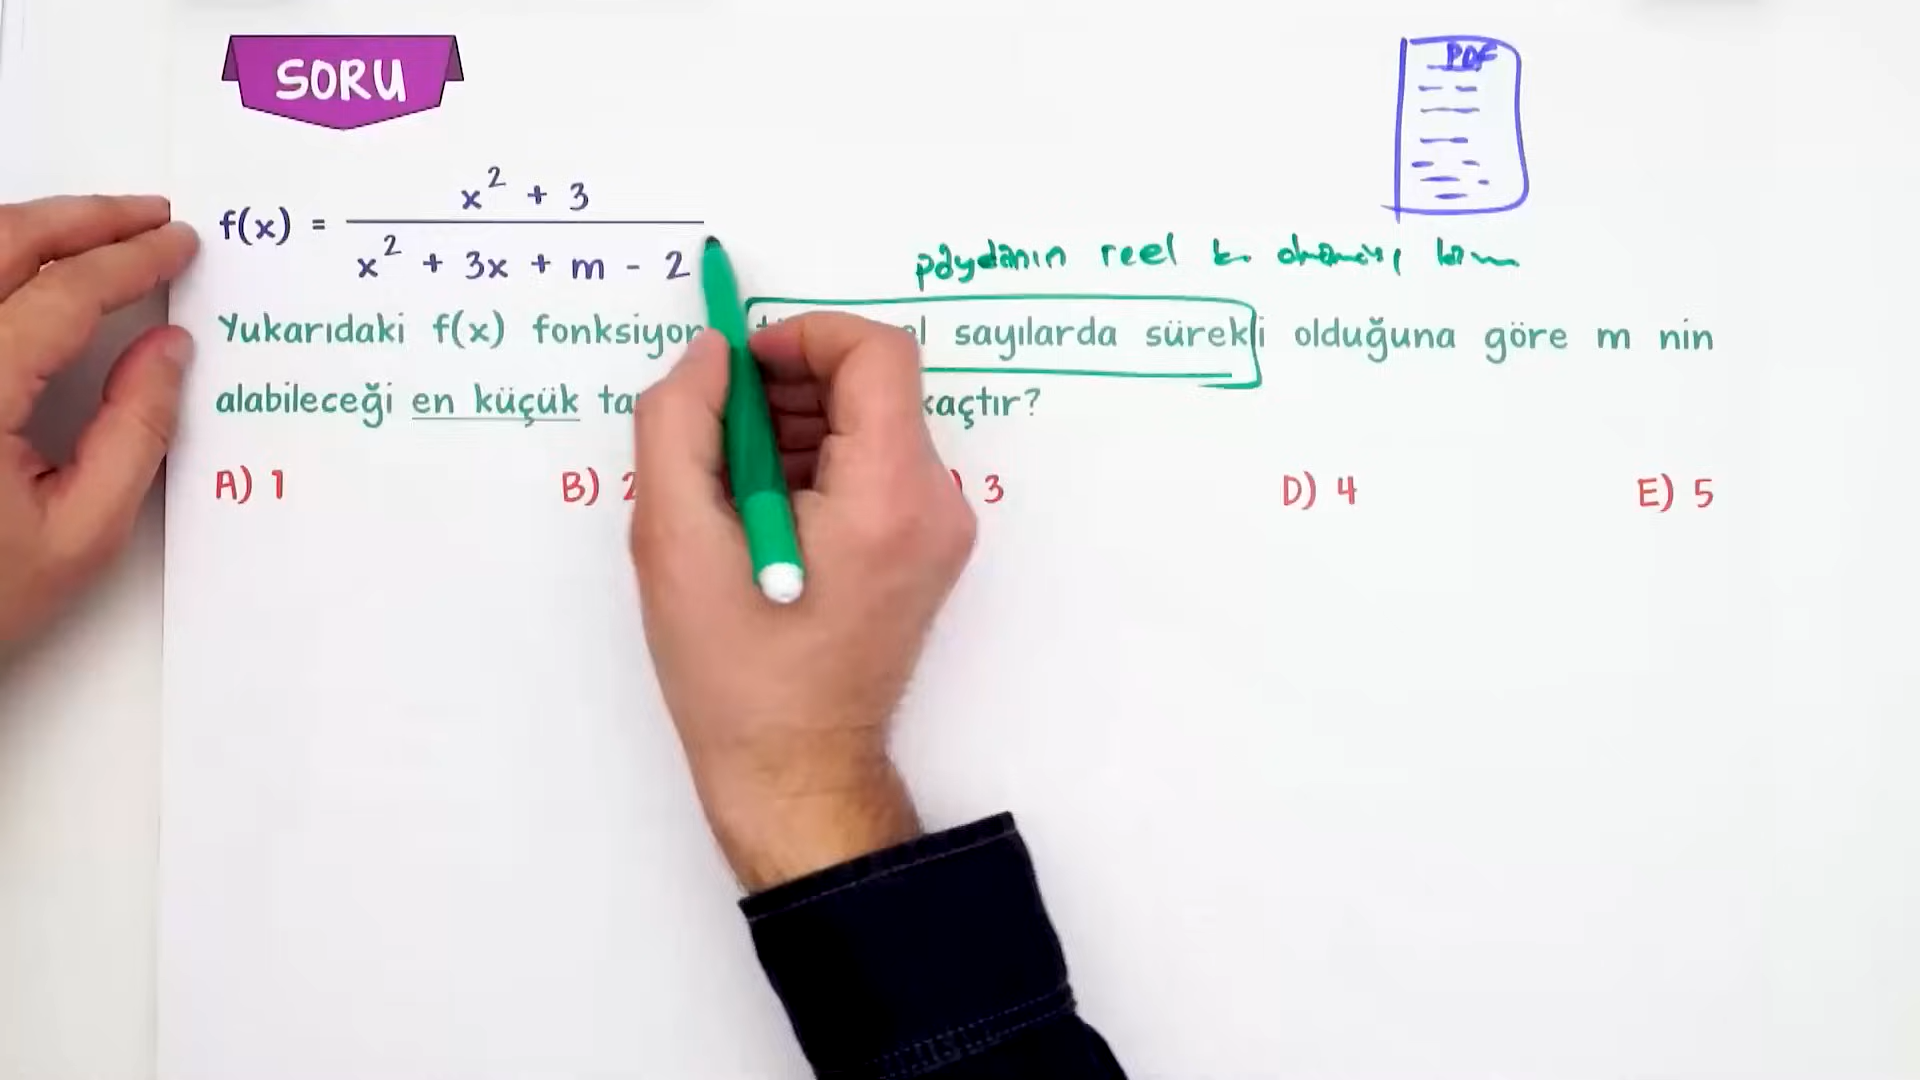 SORU
PDF
f(x) = x² + 3
x² + 3x + m - 2
paydanın reel
Yukarıdaki f(x) sayılarda sürekli olduğuna göre m nin
alabileceği en küçük kaçtır?
A) 1 B) 2 3 D) 4 E) 5